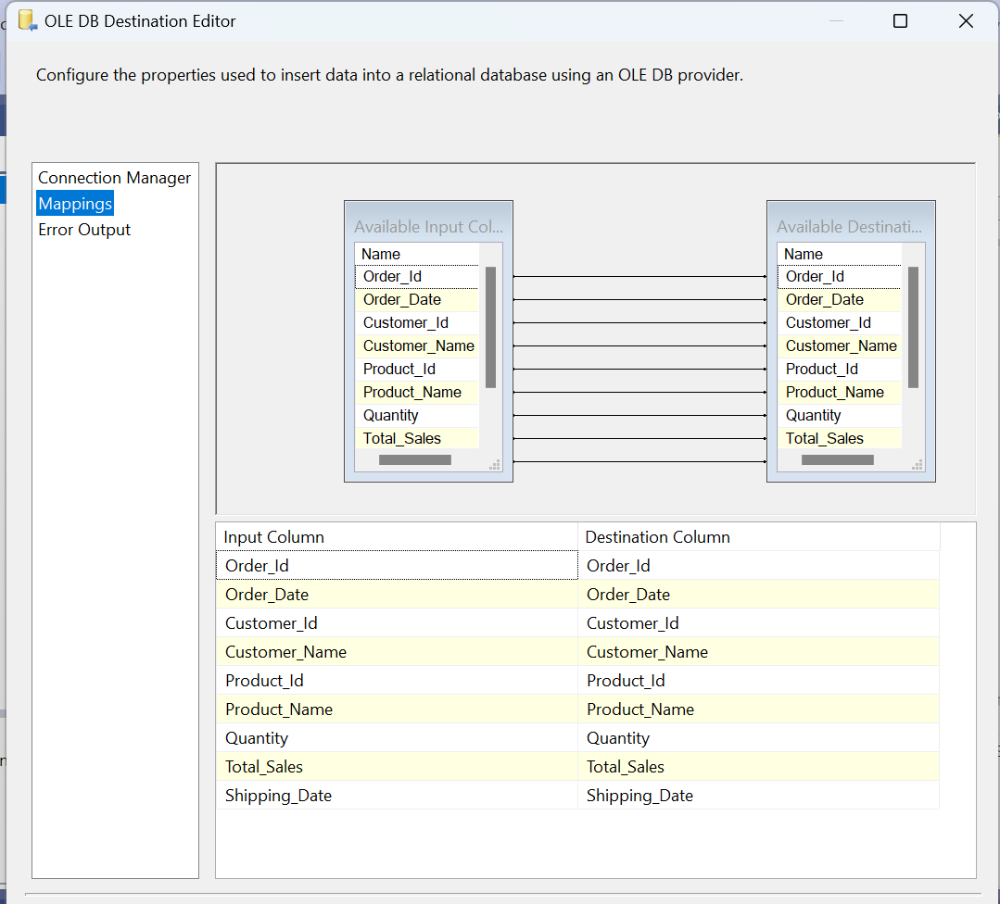 OLE DB Destination Editor
Configure the properties used to insert data into a relational database using an OLE DB provider.
Connection Manager
Mappings
Error Output
Available Input Col...
Name
Order_Id
Order_Date
Customer_Id
Customer_Name
Product_Id
Product_Name
Quantity
Total_Sales
Available Destinati...
Name
Order_Id
Order_Date
Customer_Id
Customer_Name
Product_Id
Product_Name
Quantity
Total_Sales
Input Column Destination Column
Order_Id Order_Id
Order_Date Order_Date
Customer_Id Customer_Id
Customer_Name Customer_Name
Product_Id Product_Id
Product_Name Product_Name
Quantity Quantity
Total_Sales Total_Sales
Shipping_Date Shipping_Date